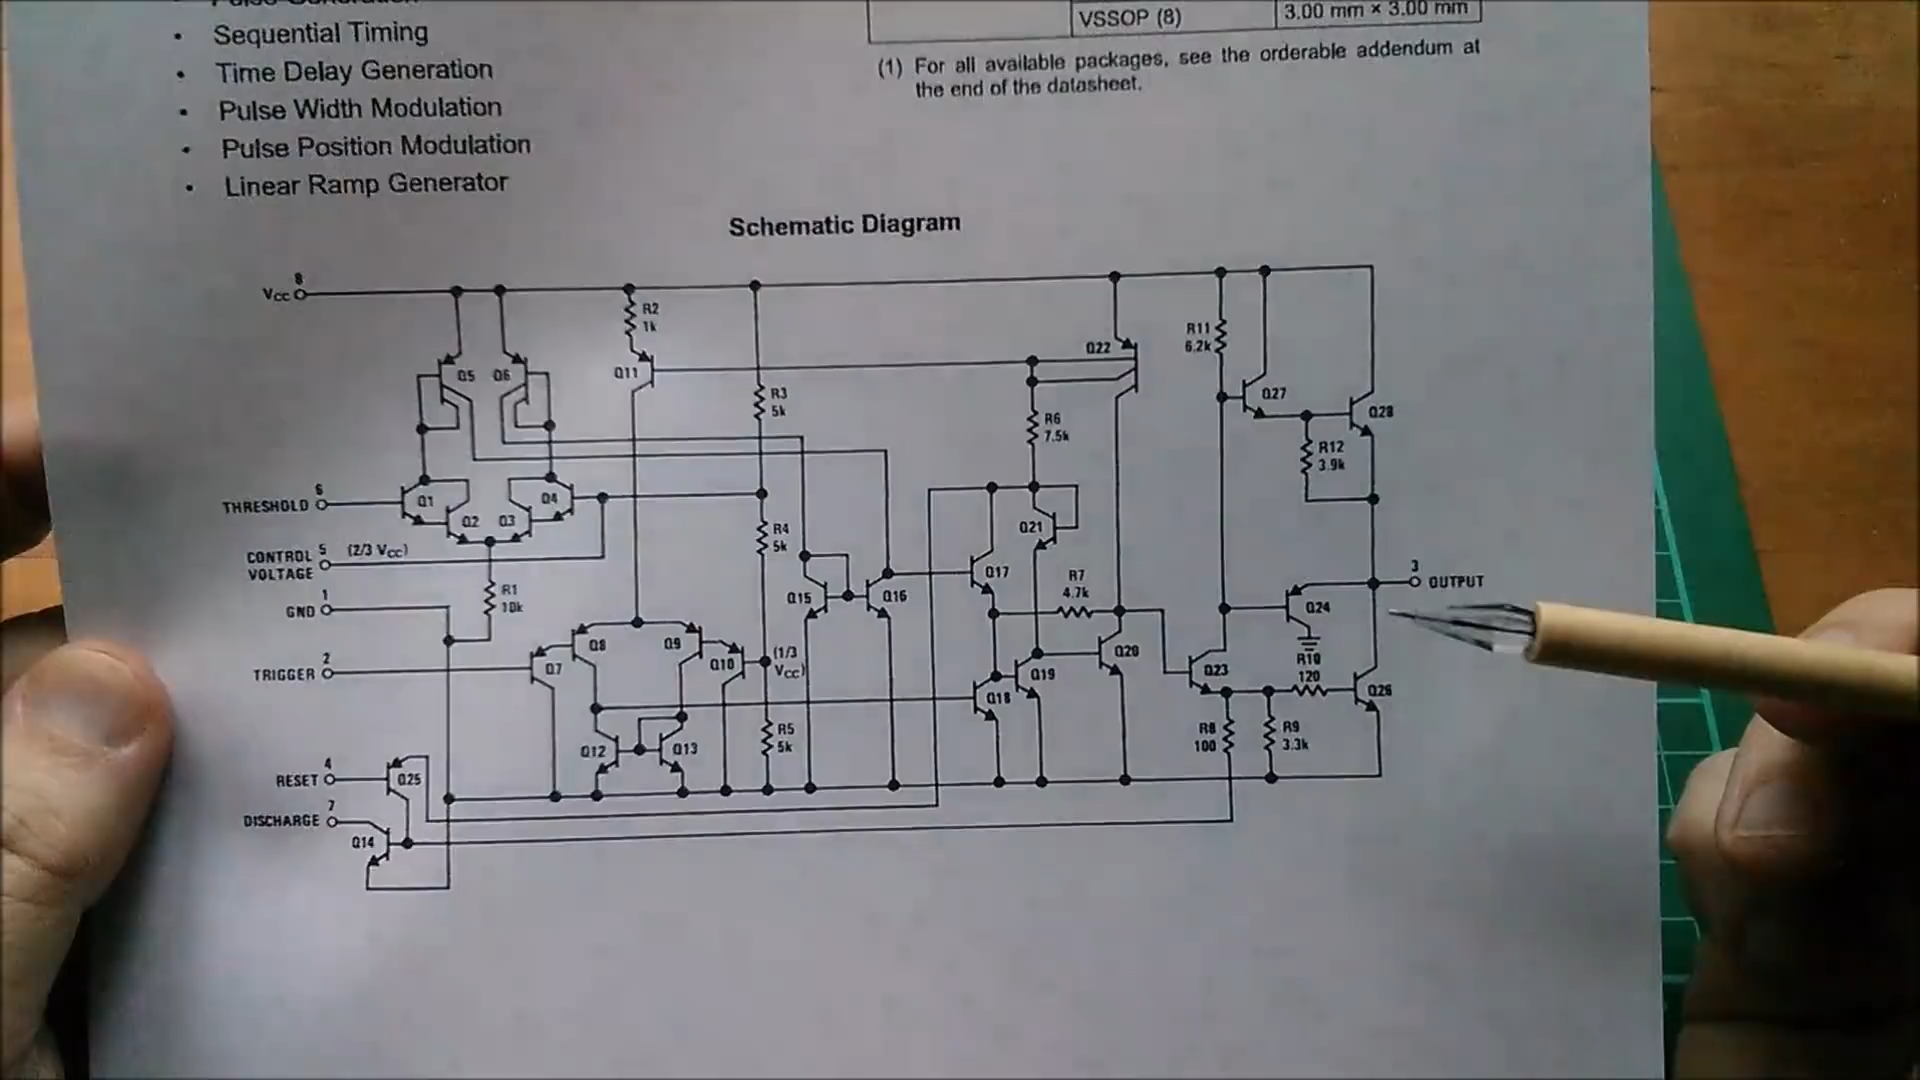 Sequential Timing
Time Delay Generation
Pulse Width Modulation
Pulse Position Modulation
Linear Ramp Generator
VSSOP (8)
3.00 mm × 3.00 mm
(1) For all available packages, see the orderable addendum at
the end of the datasheet.
Schematic Diagram
8
VCC
R2
1k
Q5
Q6
Q11
R3
5k
Q22
R11
6.2k
Q27
Q28
R6
7.5k
R12
3.9k
6
THRESHOLD
Q1
Q2
Q3
Q4
R4
5k
Q21
5
CONTROL
VOLTAGE
(2/3 VCC)
1
GND
R1
10k
Q15
Q16
Q17
R7
4.7k
3
OUTPUT
Q24
2
TRIGGER
Q7
Q8
Q9
Q10
(1/3
VCC)
Q18
Q19
Q20
Q23
R10
120
Q26
R5
5k
R8
100
R9
3.3k
Q12
Q13
4
RESET
Q25
7
DISCHARGE
Q14